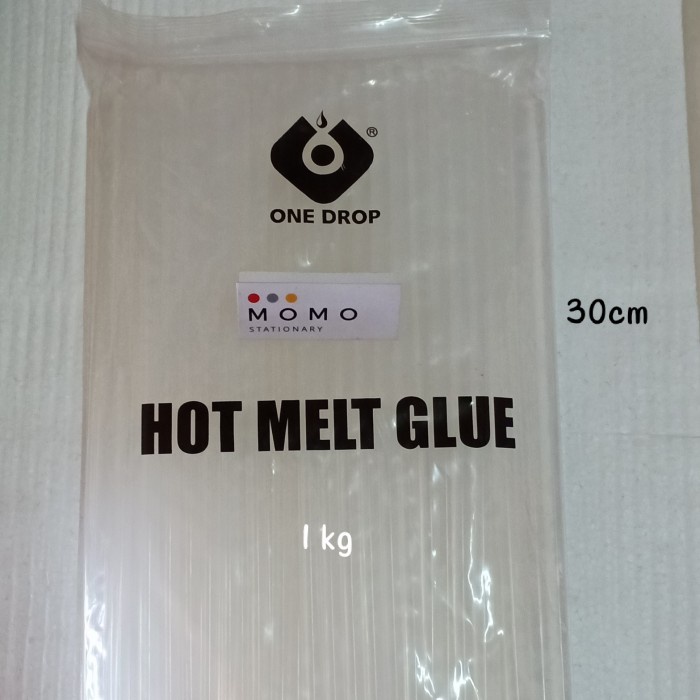 ®
ONE DROP
MOMO
STATIONARY
30cm
HOT MELT GLUE
1 kg